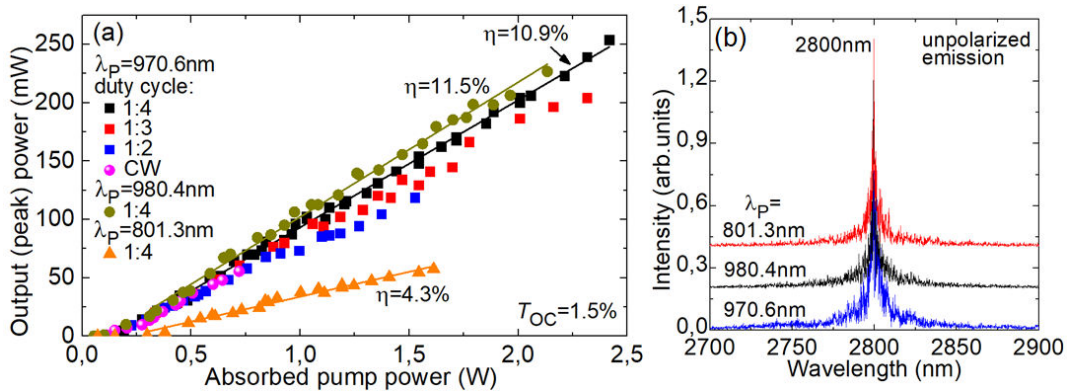 (a)
Output (peak) power (mW)
250
200
150
100
50
0
λP=970.6nm
duty cycle:
1:4
1:3
1:2
CW
λP=980.4nm
1:4
λP=801.3nm
1:4
η=10.9%
η=11.5%
η=4.3%
TOC=1.5%
0,0 0,5 1,0 1,5 2,0 2,5
Absorbed pump power (W)
(b)
Intensity (arb.units)
1,5
1,2
0,9
0,6
0,3
0,0
2800nm
unpolarized
emission
λP=
801.3nm
980.4nm
970.6nm
2700 2750 2800 2850 2900
Wavelength (nm)